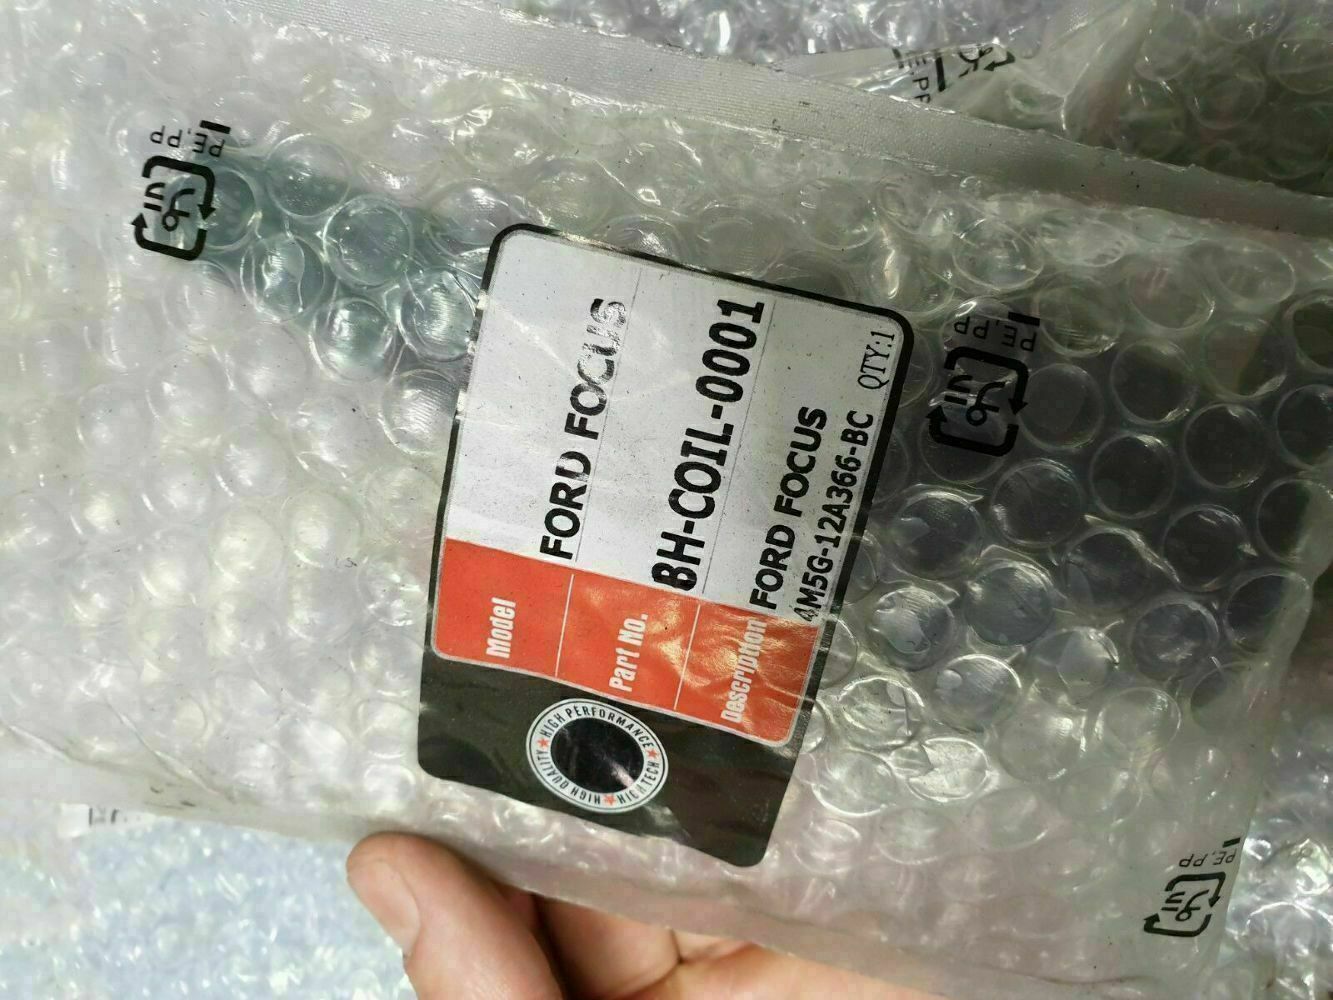 Model FORD FOCUS
Part No. BH-COIL-0001
Description FORD FOCUS
4M5G-12A366-BC QTY:1
HIGH PERFORMANCE
HIGH TECH
HIGH QUALITY
PE, PP
PE, PP
PE, PP